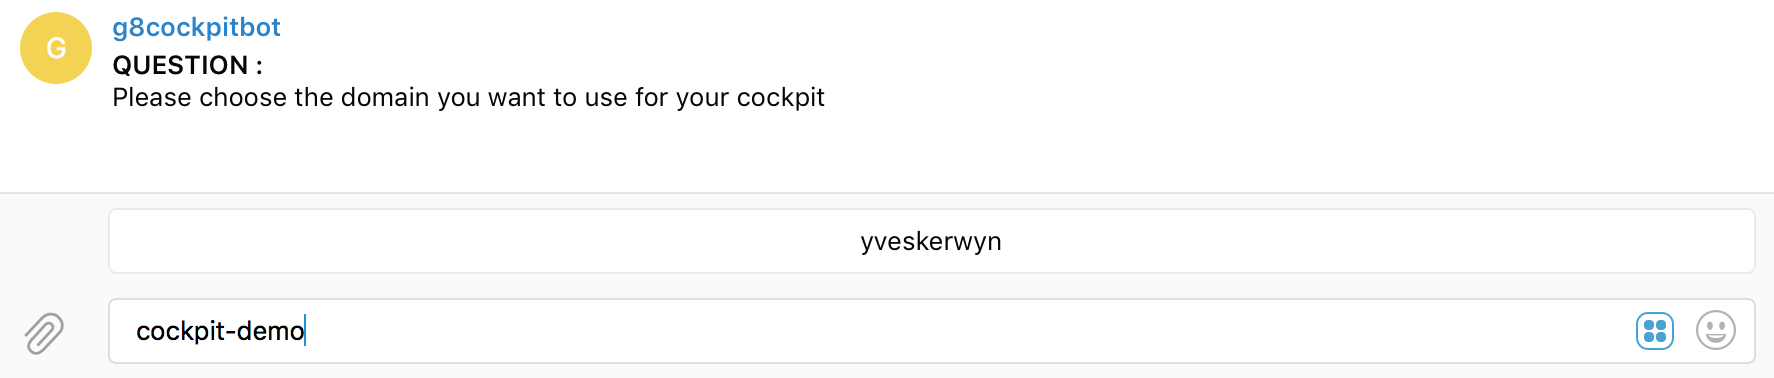 G
g8cockpitbot
QUESTION :
Please choose the domain you want to use for your cockpit
yveskerwyn
cockpit-demo